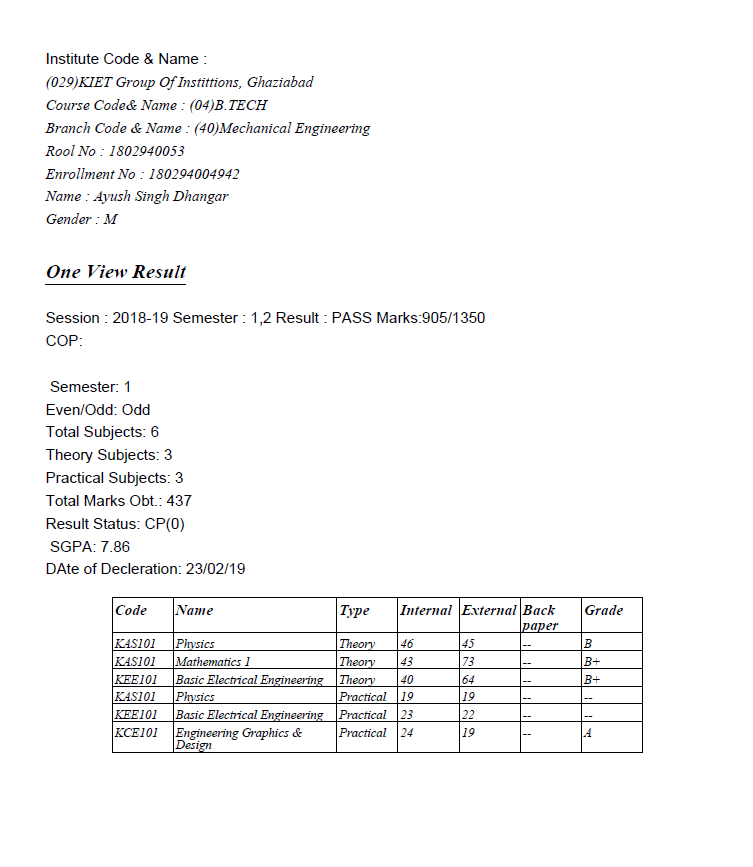 Institute Code & Name :
(029)KIET Group Of Instittions, Ghaziabad
Course Code& Name : (04)B.TECH
Branch Code & Name : (40)Mechanical Engineering
Rool No : 1802940053
Enrollment No : 180294004942
Name : Ayush Singh Dhangar
Gender : M
One View Result
Session : 2018-19 Semester : 1,2 Result : PASS Marks:905/1350
COP:
Semester: 1
Even/Odd: Odd
Total Subjects: 6
Theory Subjects: 3
Practical Subjects: 3
Total Marks Obt.: 437
Result Status: CP(0)
SGPA: 7.86
DAte of Decleration: 23/02/19
Code Name Type Internal External Back paper Grade
KAS101 Physics Theory 46 45 -- B
KAS101 Mathematics 1 Theory 43 73 -- B+
KEE101 Basic Electrical Engineering Theory 40 64 -- B+
KAS101 Physics Practical 19 19 -- --
KEE101 Basic Electrical Engineering Practical 23 22 -- --
KCE101 Engineering Graphics & Design Practical 24 19 -- A